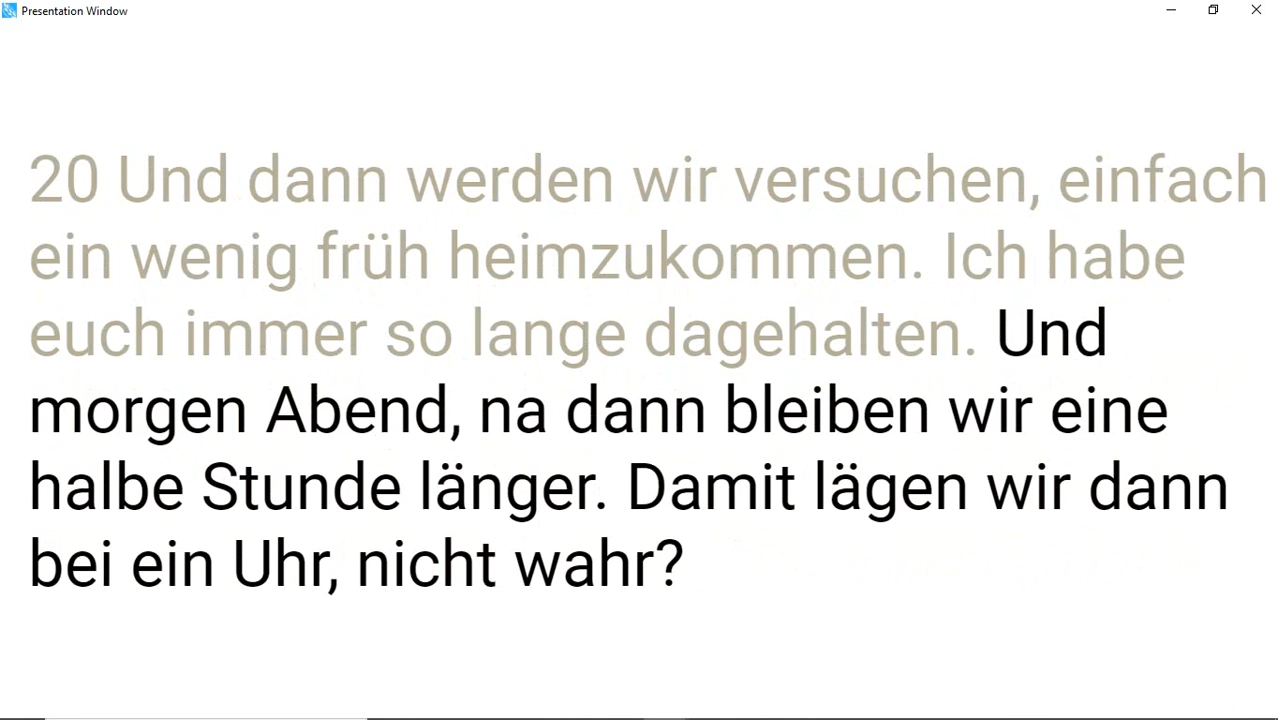 Presentation Window
20 Und dann werden wir versuchen, einfach
ein wenig früh heimzukommen. Ich habe
euch immer so lange dagehalten. Und
morgen Abend, na dann bleiben wir eine
halbe Stunde länger. Damit lägen wir dann
bei ein Uhr, nicht wahr?